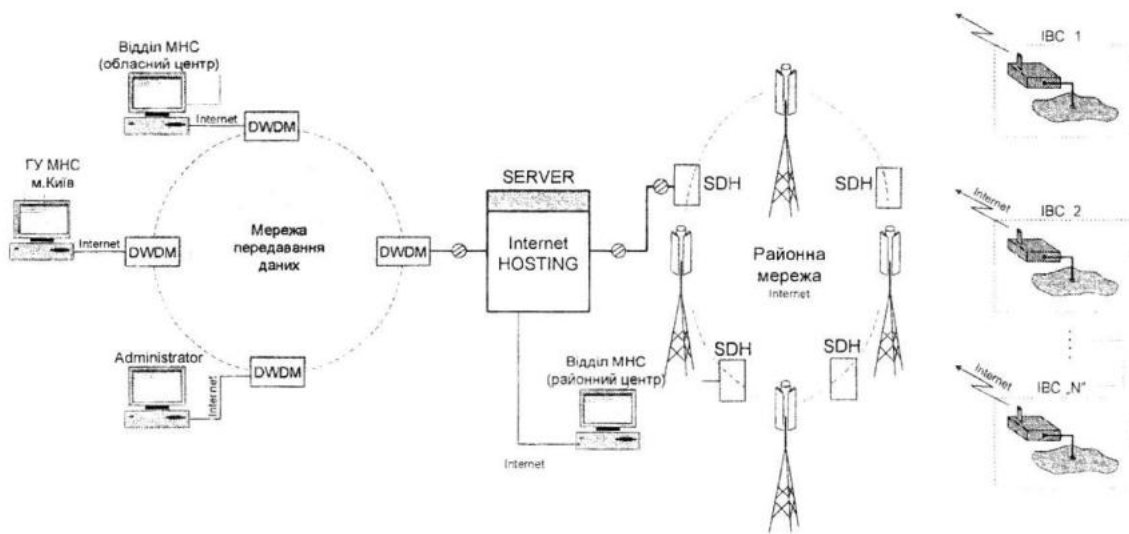 Відділ МНС
(обласний центр)
Internet
DWDM
ГУ МНС
м.Київ
Internet
DWDM
Мережа
передавання
даних
DWDM
Administrator
Internet
DWDM
SERVER
Internet
HOSTING
Internet
Відділ МНС
(районний центр)
SDH
SDH
Районна
мережа
Internet
SDH
SDH
ІВС 1
Internet
ІВС 2
Internet
ІВС „N"